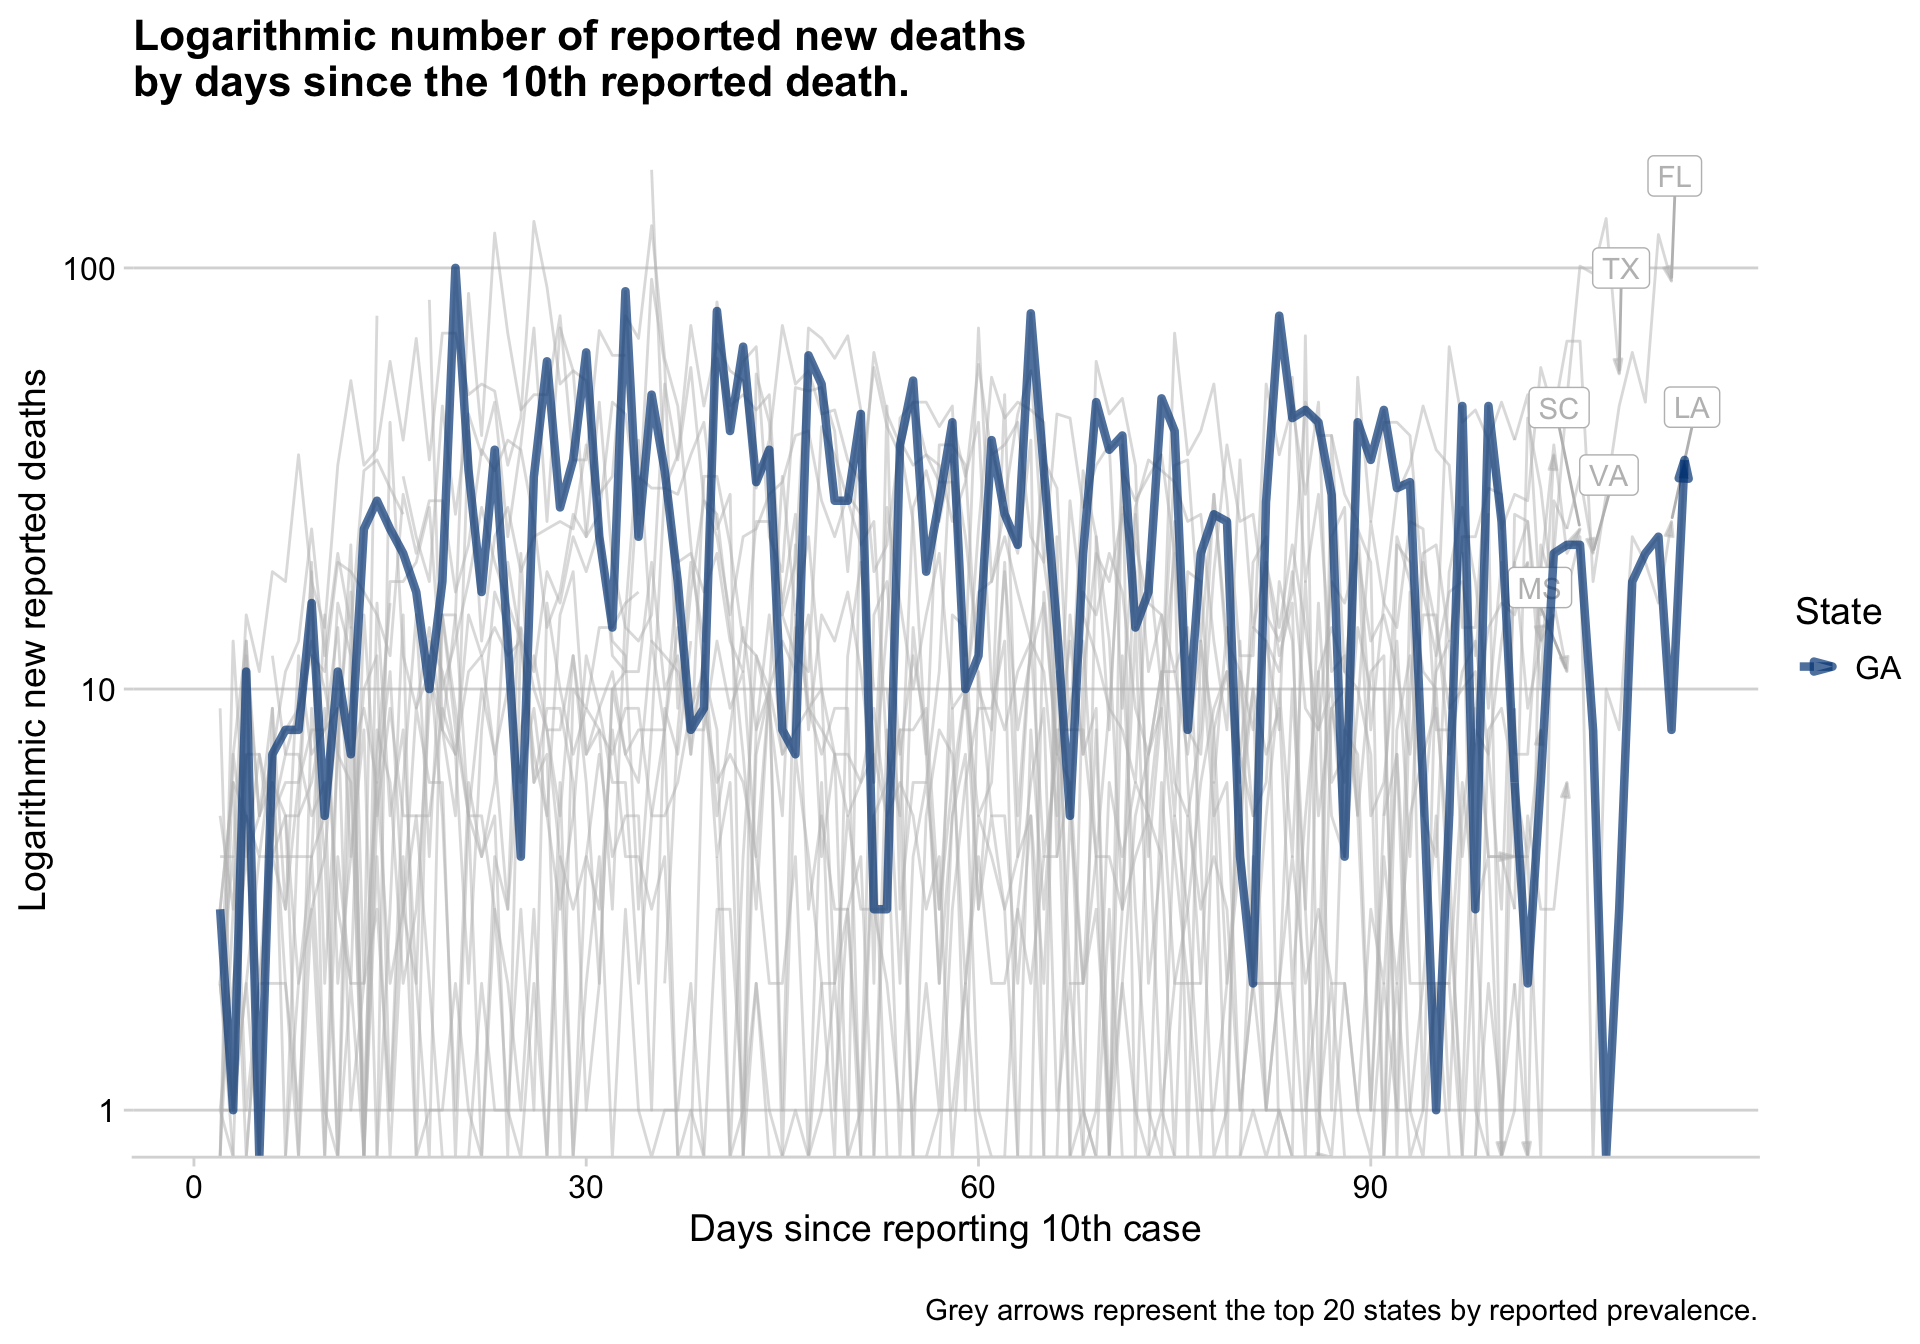 Logarithmic number of reported new deaths
by days since the 10th reported death.
Logarithmic new reported deaths
100
10
1
FL
TX
SC
LA
VA
MS
State
GA
0
30
60
90
Days since reporting 10th case
Grey arrows represent the top 20 states by reported prevalence.